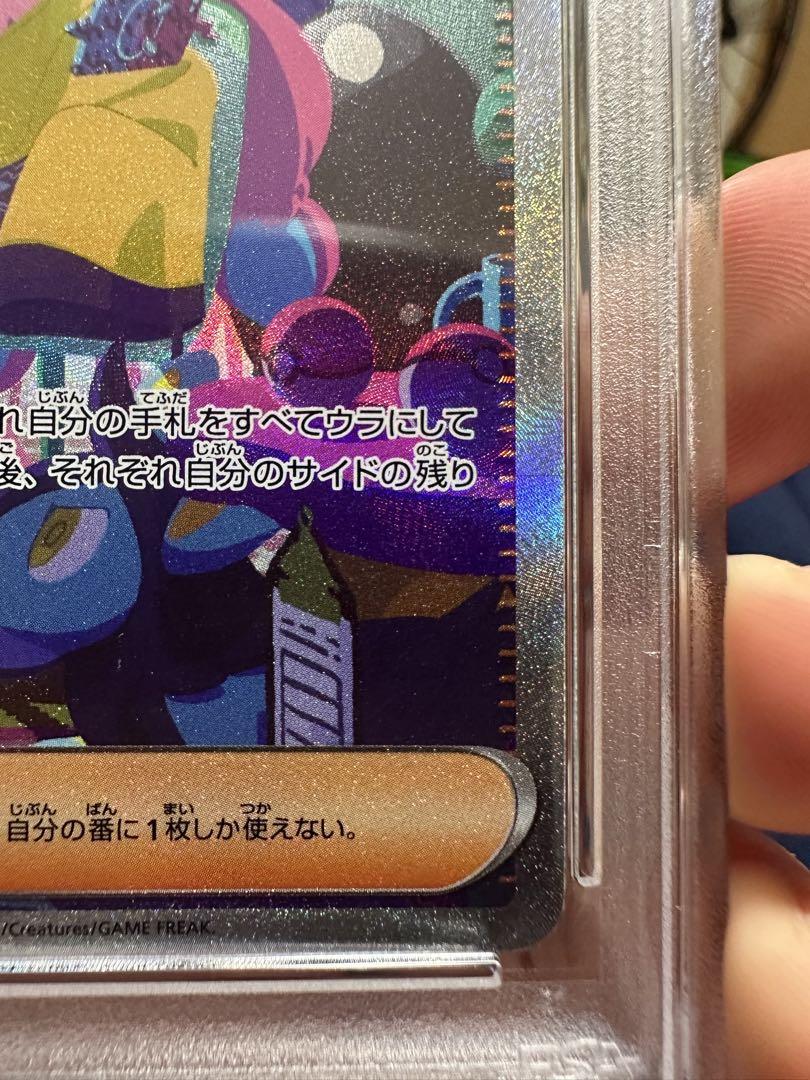 れ自分の手札をすべてウラにして
後、それぞれ自分のサイドの残り
自分の番に1枚しか使えない。
/Creatures/GAME FREAK.
PSA